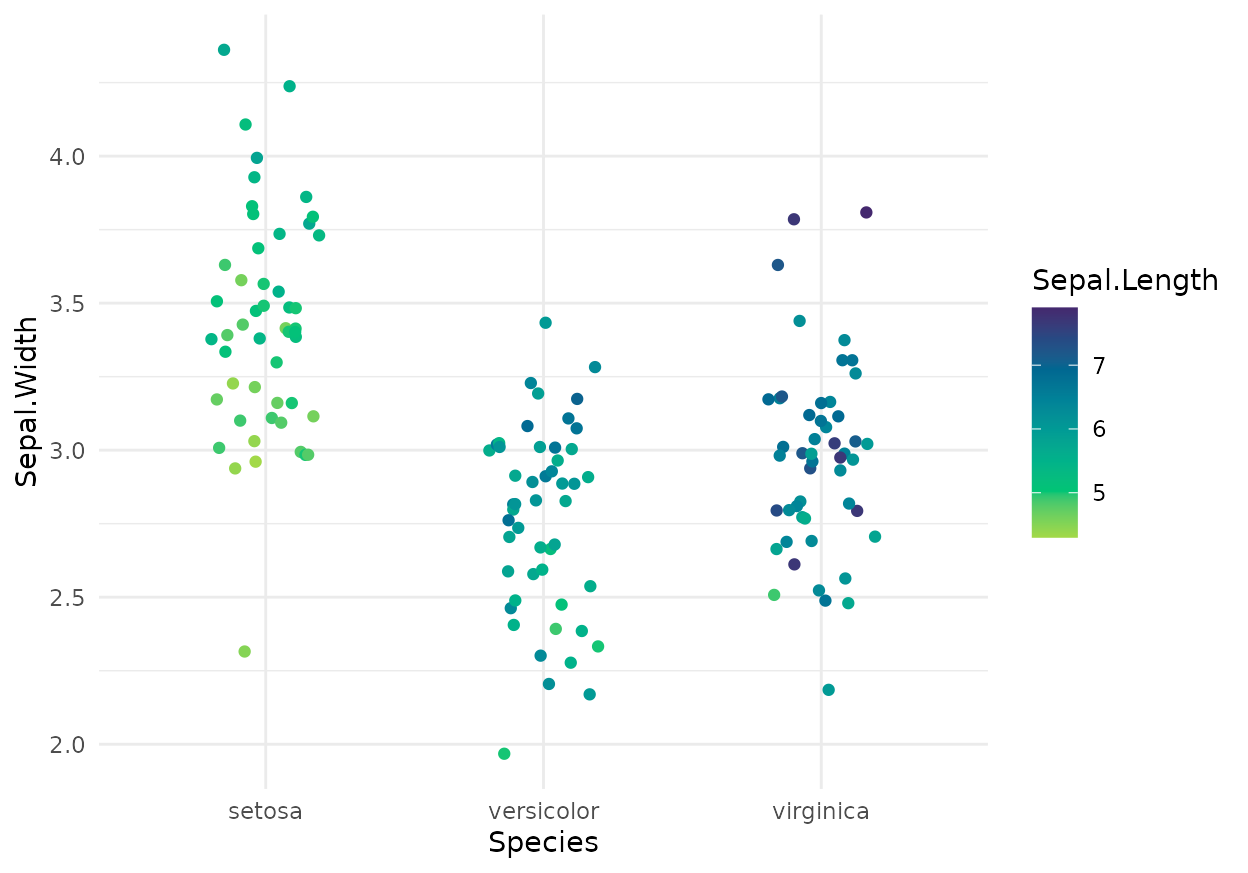 Sepal.Width
4.0
3.5
3.0
2.5
2.0
setosa
versicolor
virginica
Species
Sepal.Length
7
6
5